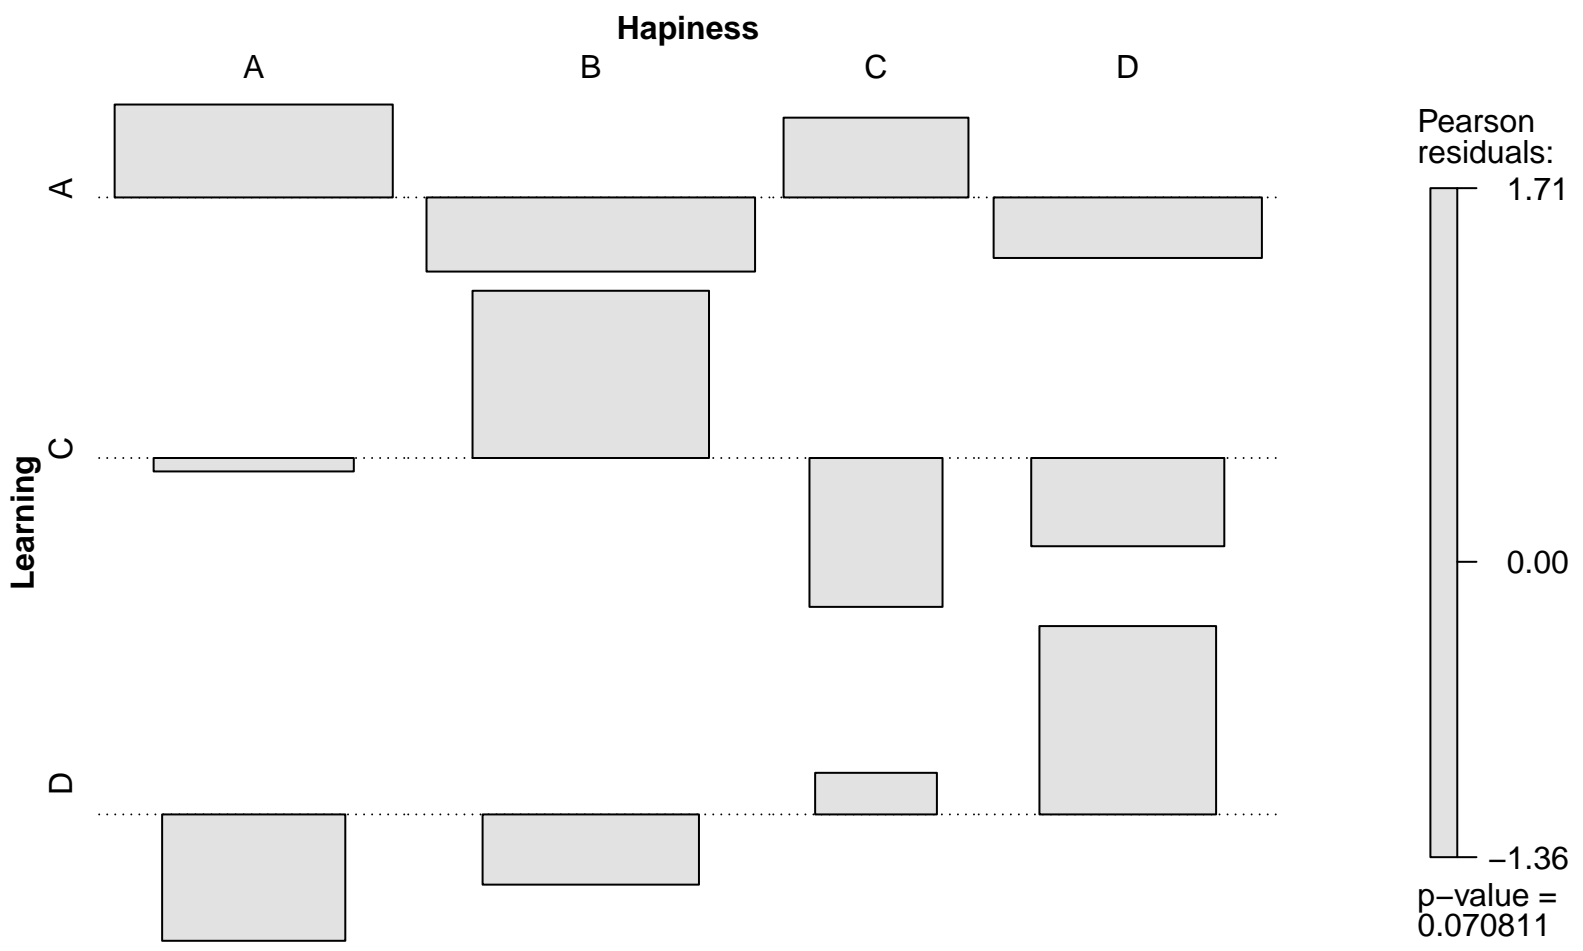 Hapiness
A B C D
Learning
A
C
D
Pearson
residuals:
1.71
0.00
−1.36
p−value =
0.070811